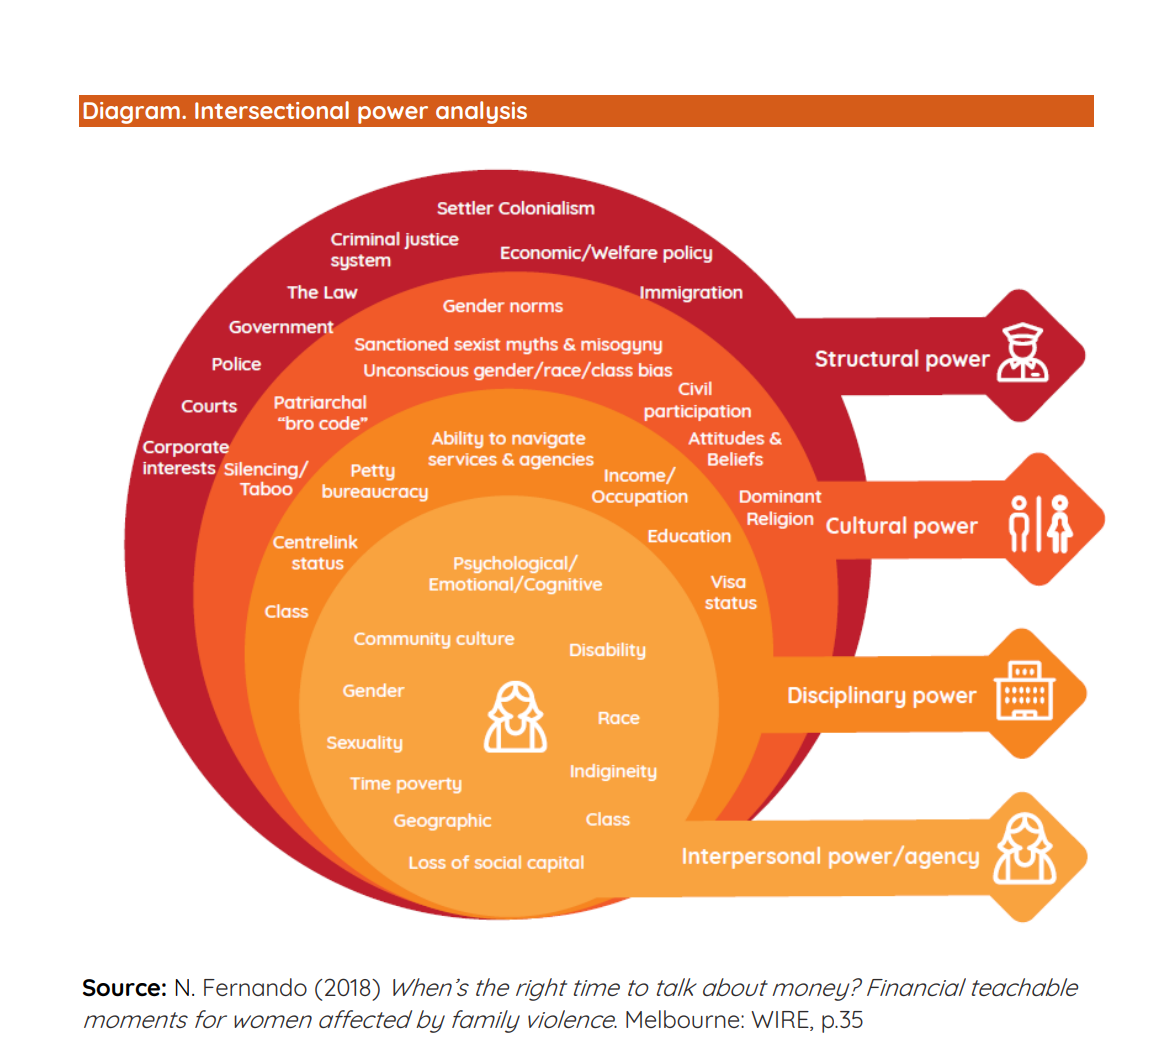 Diagram. Intersectional power analysis
Settler Colonialism
Criminal justice
system
Economic/Welfare policy
The Law
Immigration
Government
Police
Courts
Corporate
interests
Gender norms
Sanctioned sexist myths & misogyny
Unconscious gender/race/class bias
Patriarchal
“bro code”
Civil
participation
Attitudes &
Beliefs
Silencing/
Taboo
Dominant
Religion
Ability to navigate
services & agencies
Petty
bureaucracy
Income/
Occupation
Education
Centrelink
status
Visa
status
Class
Psychological/
Emotional/Cognitive
Community culture
Disability
Gender
Race
Sexuality
Indigineity
Time poverty
Geographic
Class
Loss of social capital
Structural power
Cultural power
Disciplinary power
Interpersonal power/agency
Source: N. Fernando (2018) When’s the right time to talk about money? Financial teachable
moments for women affected by family violence. Melbourne: WIRE, p.35